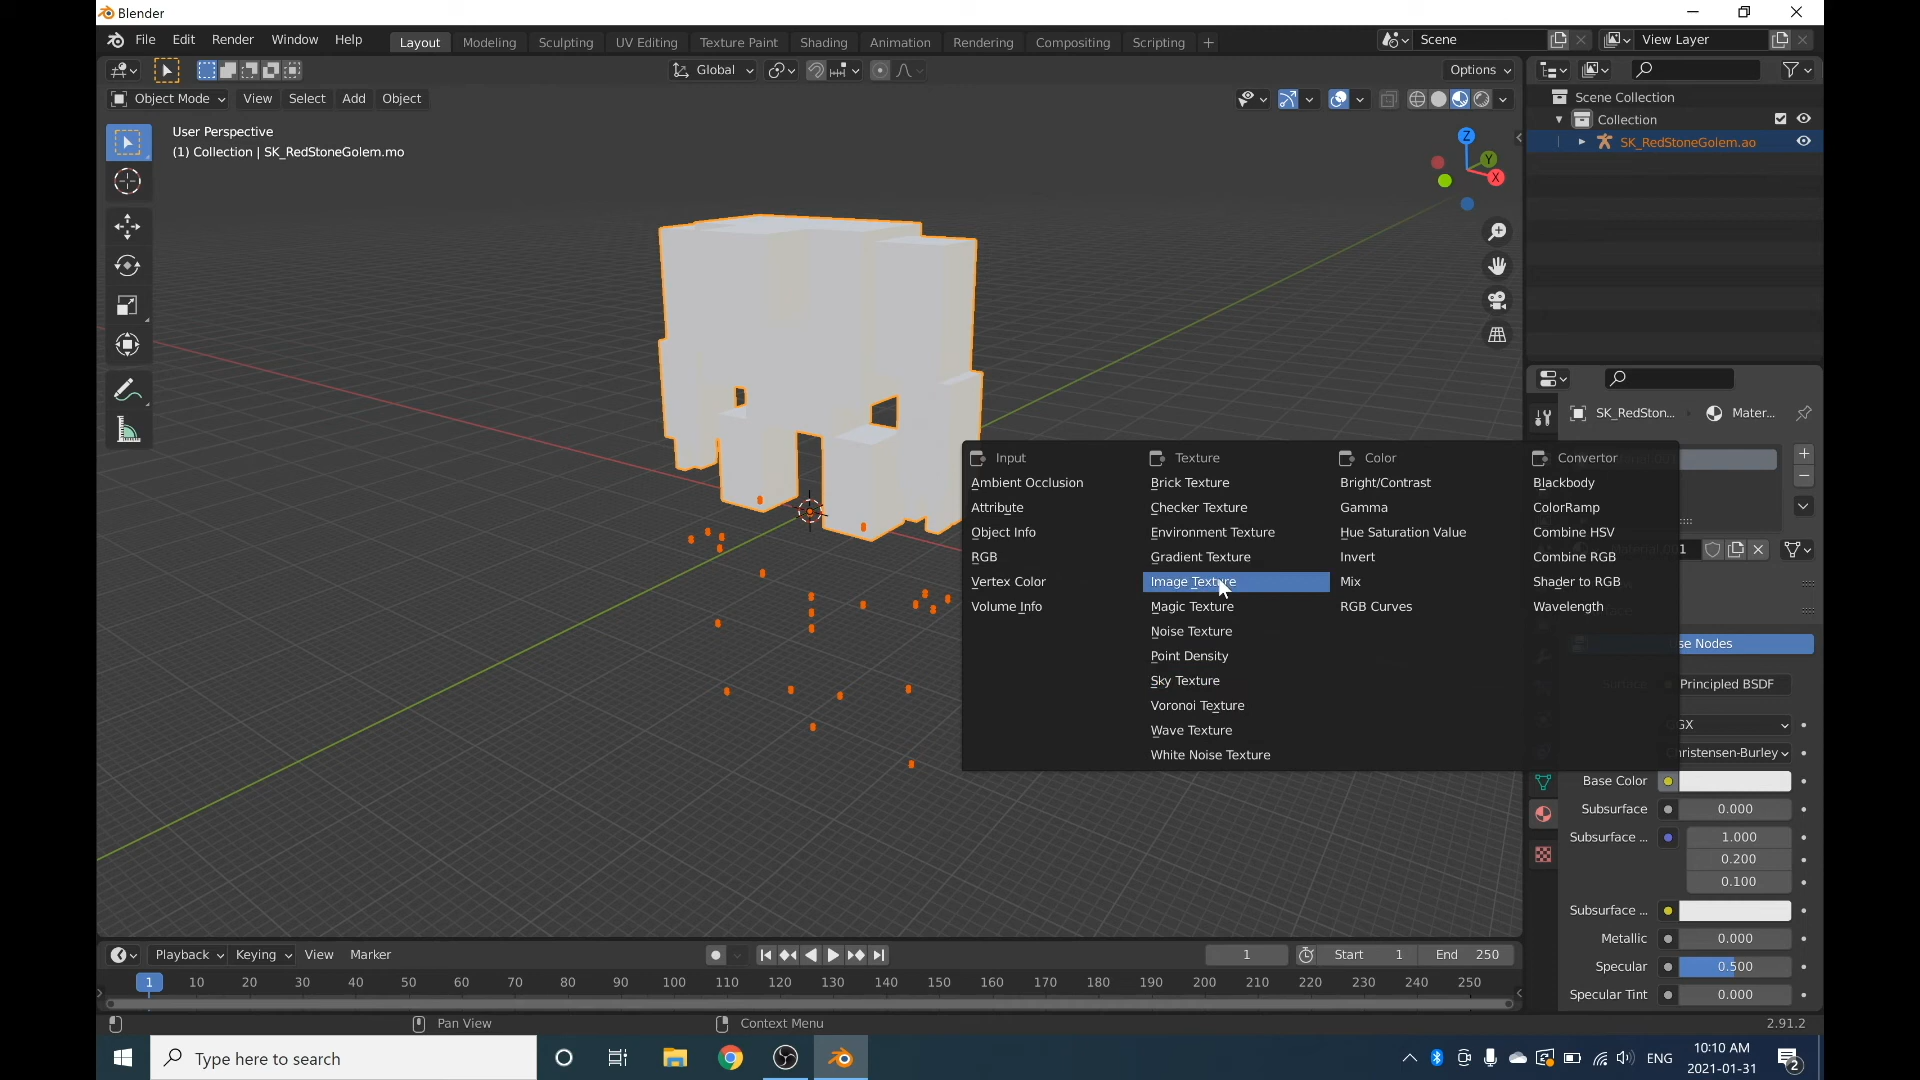 Blender
File Edit Render Window Help Layout Modeling Sculpting UV Editing Texture Paint Shading Animation Rendering Compositing Scripting + Scene View Layer
Global Options
Object Mode View Select Add Object
User Perspective
(1) Collection | SK_RedStoneGolem.mo
Z
Y
X
Scene Collection
Collection
SK_RedStoneGolem.ao
SK_RedSton... Mater...
Input Texture Color Convertor
Ambient Occlusion Brick Texture Bright/Contrast Blackbody
Attribute Checker Texture Gamma ColorRamp
Object Info Environment Texture Hue Saturation Value Combine HSV
RGB Gradient Texture Invert Combine RGB
Vertex Color Image Texture Mix Shader to RGB
Volume Info Magic Texture RGB Curves Wavelength
Noise Texture
Point Density
Sky Texture
Voronoi Texture
Wave Texture
White Noise Texture
se Nodes
Principled BSDF
GX
hristensen-Burley
Base Color
Subsurface 0.000
Subsurface ... 1.000
0.200
0.100
Subsurface ...
Metallic 0.000
Specular 0.500
Specular Tint 0.000
Playback Keying View Marker 1 Start 1 End 250
1 10 20 30 40 50 60 70 80 90 100 110 120 130 140 150 160 170 180 190 200 210 220 230 240 250
Pan View Context Menu 2.91.2
Type here to search ENG 10:10 AM
2021-01-31
2